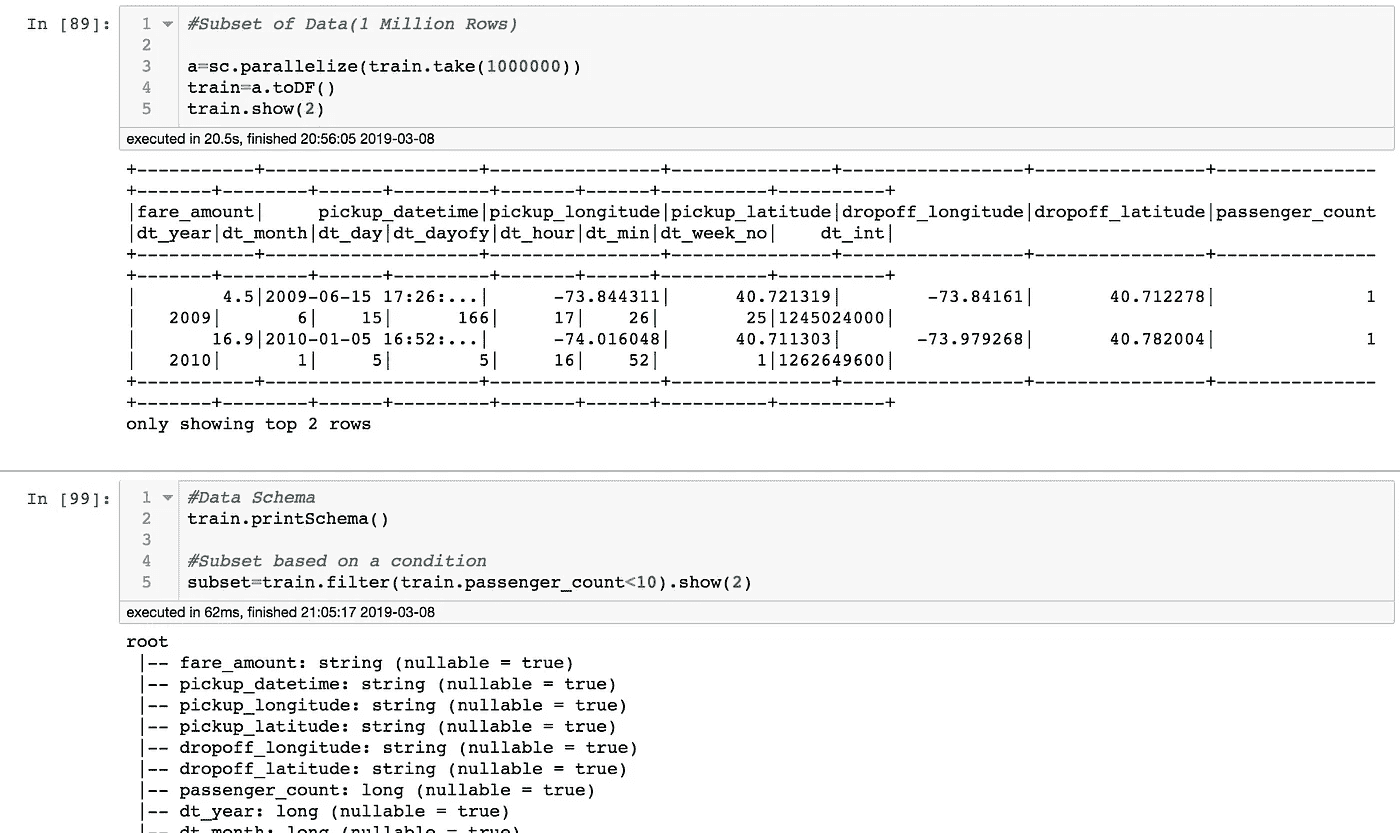 In [89]:
1 #Subset of Data(1 Million Rows)
2
3 a=sc.parallelize(train.take(1000000))
4 train=a.toDF()
5 train.show(2)
executed in 20.5s, finished 20:56:05 2019-03-08
+-----------+--------------------+----------------+---------------+-----------------+----------------+---------------
+-------+--------+------+---------+-------+------+----------+----------+
|fare_amount|     pickup_datetime|pickup_longitude|pickup_latitude|dropoff_longitude|dropoff_latitude|passenger_count
|dt_year|dt_month|dt_day|dt_dayofy|dt_hour|dt_min|dt_week_no|    dt_int|
+-----------+--------------------+----------------+---------------+-----------------+----------------+---------------
+-------+--------+------+---------+-------+------+----------+----------+
|        4.5|2009-06-15 17:26:...|      -73.844311|      40.721319|        -73.84161|       40.712278|              1
|   2009|       6|    15|      166|     17|    26|        25|1245024000|
|       16.9|2010-01-05 16:52:...|      -74.016048|      40.711303|       -73.979268|       40.782004|              1
|   2010|       1|     5|        5|     16|    52|         1|1262649600|
+-----------+--------------------+----------------+---------------+-----------------+----------------+---------------
+-------+--------+------+---------+-------+------+----------+----------+
only showing top 2 rows
In [99]:
1 #Data Schema
2 train.printSchema()
3
4 #Subset based on a condition
5 subset=train.filter(train.passenger_count<10).show(2)
executed in 62ms, finished 21:05:17 2019-03-08
root
 |-- fare_amount: string (nullable = true)
 |-- pickup_datetime: string (nullable = true)
 |-- pickup_longitude: string (nullable = true)
 |-- pickup_latitude: string (nullable = true)
 |-- dropoff_longitude: string (nullable = true)
 |-- dropoff_latitude: string (nullable = true)
 |-- passenger_count: long (nullable = true)
 |-- dt_year: long (nullable = true)
 |-- dt_month: long (nullable = true)